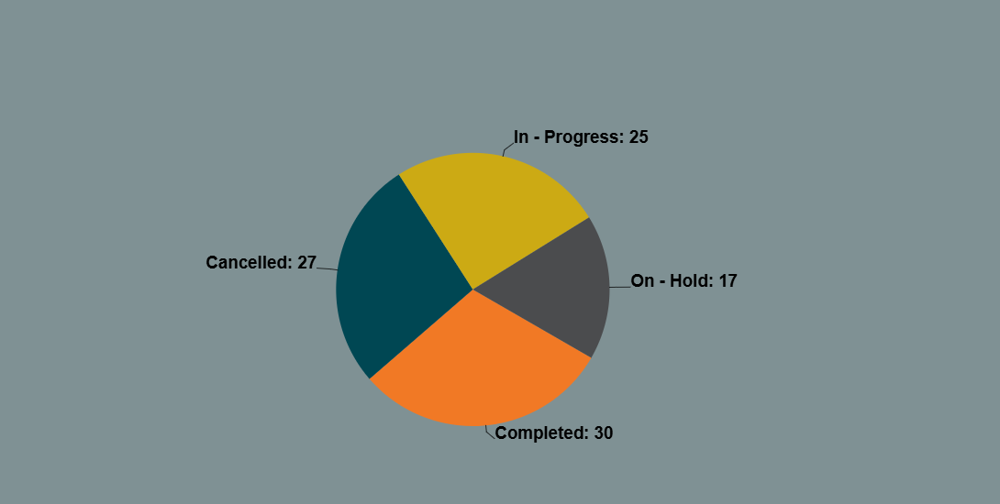 In - Progress: 25
Cancelled: 27
On - Hold: 17
Completed: 30